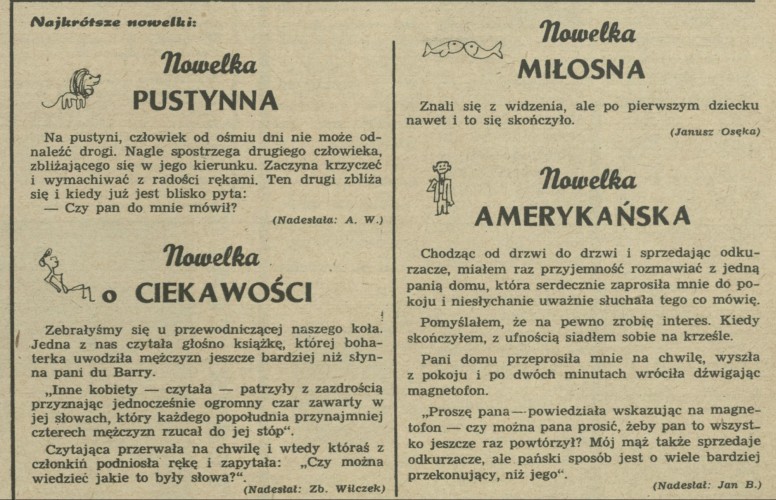 Najkrótsze nowelki:
Nowelka
PUSTYNNA
Na pustyni, człowiek od ośmiu dni nie może od-
naleźć drogi. Nagle spostrzega drugiego człowieka,
zbliżającego się w jego kierunku. Zaczyna krzyczeć
i wymachiwać z radości rękami. Ten drugi zbliża
się i kiedy już jest blisko pyta:
— Czy pan do mnie mówił?
(Nadesłała: A. W.)
Nowelka
o CIEKAWOŚCI
Zebrałyśmy się u przewodniczącej naszego koła.
Jedna z nas czytała głośno książkę, której boha-
terka uwodziła mężczyzn jeszcze bardziej niż słyn-
na pani du Barry.
„Inne kobiety — czytała — patrzyły z zazdrością
przyznając jednocześnie ogromny czar zawarty w
jej słowach, który każdego popołudnia przynajmniej
czterech mężczyzn rzucał do jej stóp".
Czytająca przerwała na chwilę i wtedy któraś z
członkiń podniosła rękę i zapytała: „Czy można
wiedzieć jakie to były słowa?".
(Nadesłał: Zb. Wilczek)
Nowelka
MIŁOSNA
Znali się z widzenia, ale po pierwszym dziecku
nawet i to się skończyło.
(Janusz Osęka)
Nowelka
AMERYKAŃSKA
Chodząc od drzwi do drzwi i sprzedając odku-
rzacze, miałem raz przyjemność rozmawiać z jedną
panią domu, która serdecznie zaprosiła mnie do po-
koju i niesłychanie uważnie słuchała tego co mówię.
Pomyślałem, że na pewno zrobię interes. Kiedy
skończyłem, z ufnością siadłem sobie na krześle.
Pani domu przeprosiła mnie na chwilę, wyszła
z pokoju i po dwóch minutach wróciła dźwigając
magnetofon.
„Proszę pana — powiedziała wskazując na magne-
tofon — czy można pana prosić, żeby pan to wszyst-
ko jeszcze raz powtórzył? Mój mąż także sprzedaje
odkurzacze, ale pański sposób jest o wiele bardziej
przekonujący, niż jego".
(Nadesłał: Jan B.)